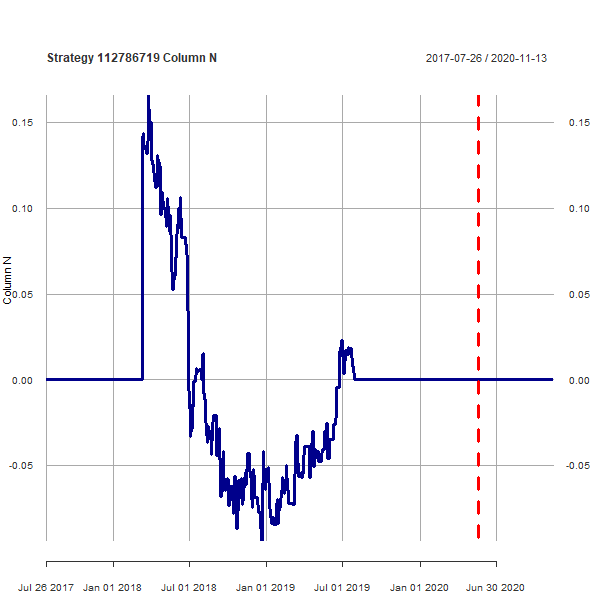 Strategy 112786719 Column N
2017-07-26 / 2020-11-13
0.15
0.15
0.10
0.10
0.05
0.05
0.00
0.00
-0.05
-0.05
Column N
Jul 26 2017
Jan 01 2018
Jul 01 2018
Jan 01 2019
Jul 01 2019
Jan 01 2020
Jun 30 2020